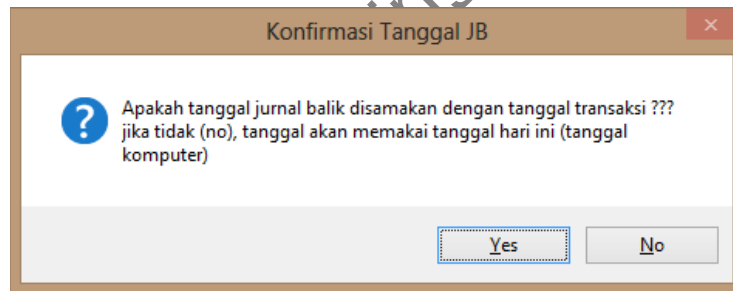 Konfirmasi Tanggal JB
Apakah tanggal jurnal balik disamakan dengan tanggal transaksi ???
jika tidak (no), tanggal akan memakai tanggal hari ini (tanggal
komputer)
Yes
No